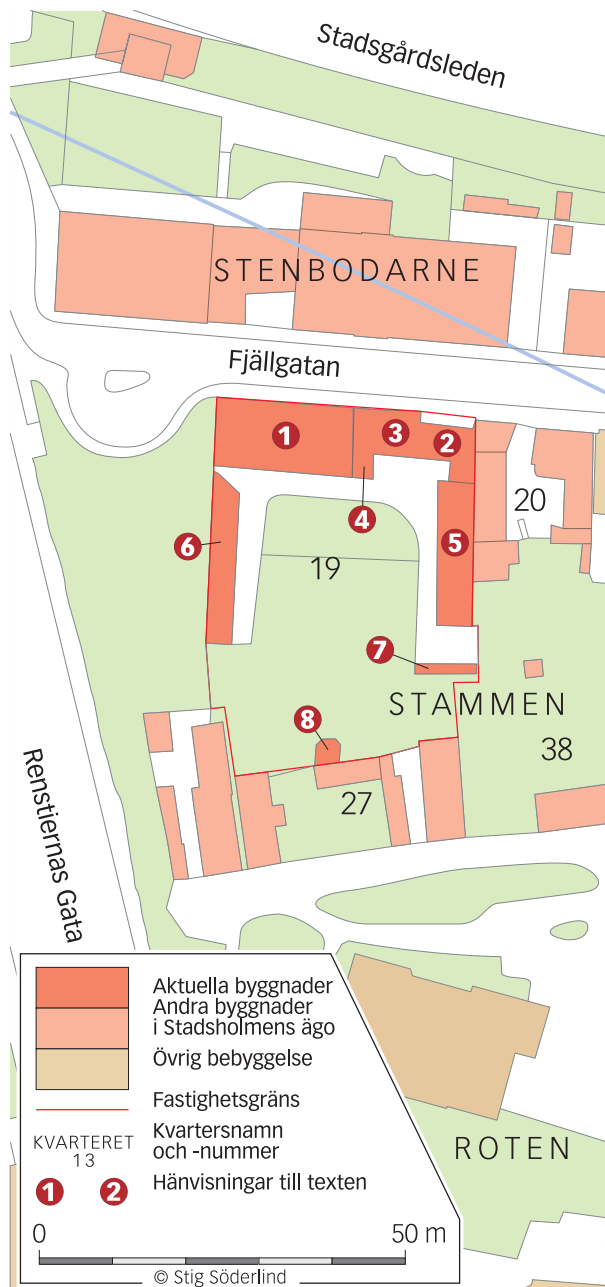 Stadsgårdsleden
STENBODARNE
Fjällgatan
1
3
2
4
20
5
6
19
7
STAMMEN
8
38
27
Renstiernas Gata
Aktuella byggnader
Andra byggnader
i Stadsholmens ägo
Övrig bebyggelse
Fastighetsgräns
KVARTERET
13
Kvartersnamn
och -nummer
1 2 Hänvisningar till texten
ROTEN
0 50 m
© Stig Söderlind